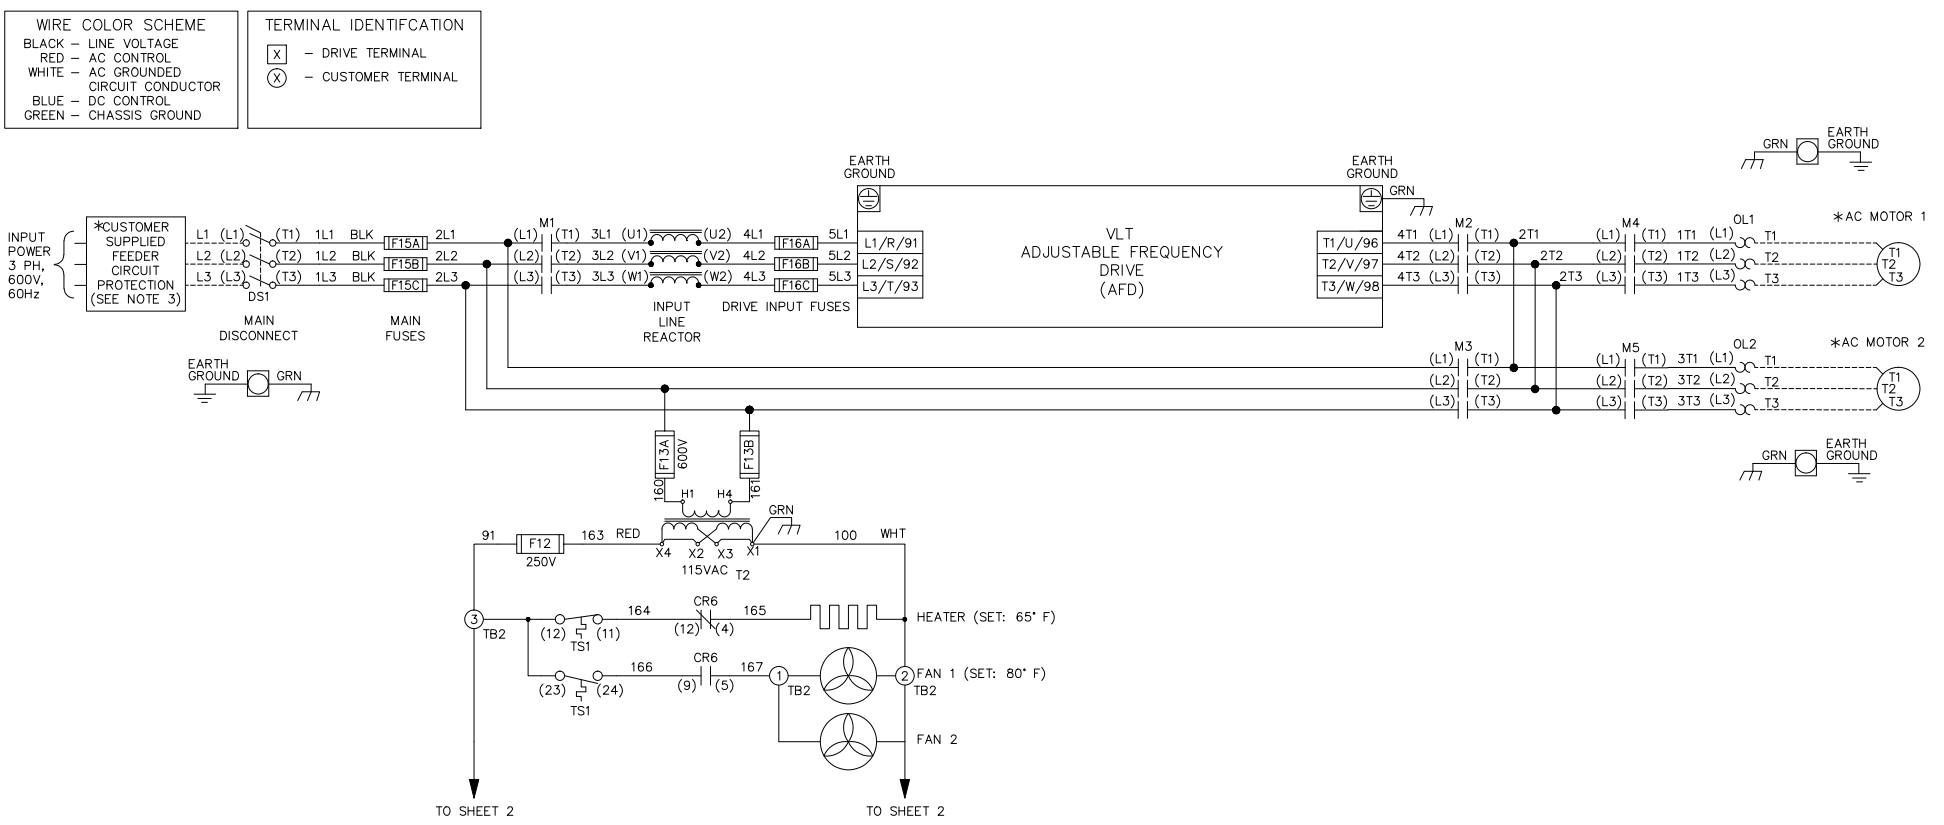 WIRE COLOR SCHEME
BLACK – LINE VOLTAGE
RED – AC CONTROL
WHITE – AC GROUNDED
CIRCUIT CONDUCTOR
BLUE – DC CONTROL
GREEN – CHASSIS GROUND
TERMINAL IDENTIFCATION
X – DRIVE TERMINAL
X – CUSTOMER TERMINAL
INPUT
POWER
3 PH,
600V,
60Hz
*CUSTOMER
SUPPLIED
FEEDER
CIRCUIT
PROTECTION
(SEE NOTE 3)
L1 (L1) (T1) 1L1 BLK F15A 2L1 (L1) M1 (T1) 3L1 (U1) (U2) 4L1 F16A 5L1 L1/R/91
L2 (L2) (T2) 1L2 BLK F15B 2L2 (L2) (T2) 3L2 (V1) (V2) 4L2 F16B 5L2 L2/S/92
L3 (L3) (T3) 1L3 BLK F15C 2L3 (L3) (T3) 3L3 (W1) (W2) 4L3 F16C 5L3 L3/T/93
DS1
MAIN
DISCONNECT
MAIN
FUSES
INPUT
LINE
REACTOR
DRIVE INPUT FUSES
EARTH
GROUND
GRN
EARTH
GROUND
VLT
ADJUSTABLE FREQUENCY
DRIVE
(AFD)
EARTH
GROUND
GRN
T1/U/96 4T1 (L1) M2 (T1) 2T1 (L1) M4 (T1) 1T1 (L1) OL1 T1
T2/V/97 4T2 (L2) (T2) 2T2 (L2) (T2) 1T2 (L2) T2
T3/W/98 4T3 (L3) (T3) 2T3 (L3) (T3) 1T3 (L3) T3
*AC MOTOR 1
T1
T2
T3
GRN
EARTH
GROUND
(L1) M3 (T1) (L1) M5 (T1) 3T1 (L1) OL2 T1
(L2) (T2) (L2) (T2) 3T2 (L2) T2
(L3) (T3) (L3) (T3) 3T3 (L3) T3
*AC MOTOR 2
T1
T2
T3
GRN
EARTH
GROUND
F13A
600V
F13B
160
161
H1 H4
GRN
91 F12 163 RED
250V
X4 X2 X3 X1
100 WHT
115VAC T2
3
TB2
(12) (11)
TS1
164
CR6
(12) (4)
165
HEATER (SET: 65° F)
(23) (24)
TS1
166
CR6
(9) (5)
167
1
TB2
2
TB2
FAN 1 (SET: 80° F)
FAN 2
TO SHEET 2
TO SHEET 2